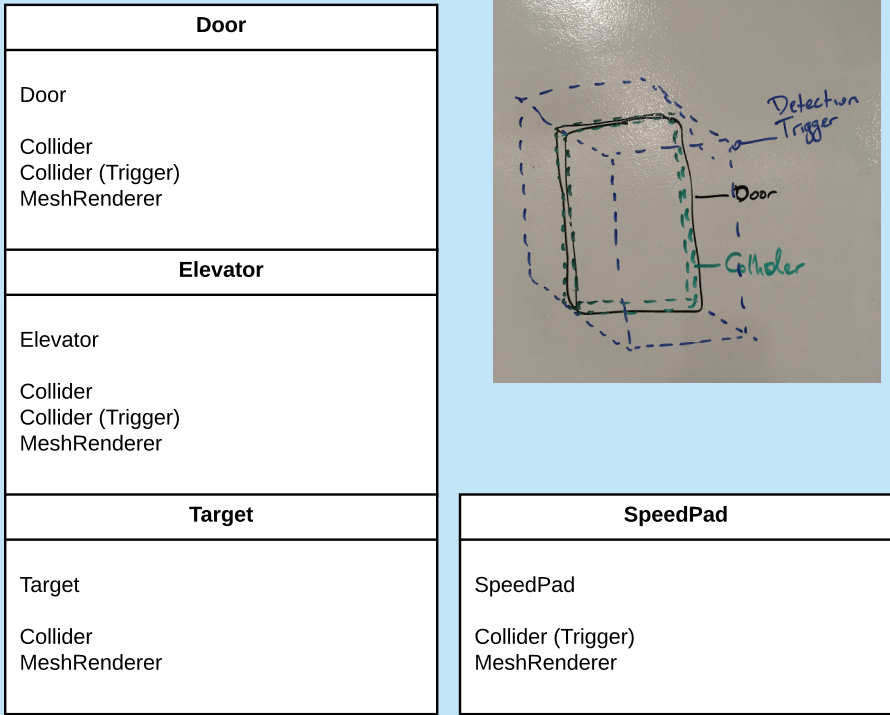 Door
Door
Collider
Collider (Trigger)
MeshRenderer
Elevator
Elevator
Collider
Collider (Trigger)
MeshRenderer
Target
Target
Collider
MeshRenderer
Detection
Trigger
Door
Collider
SpeedPad
SpeedPad
Collider (Trigger)
MeshRenderer